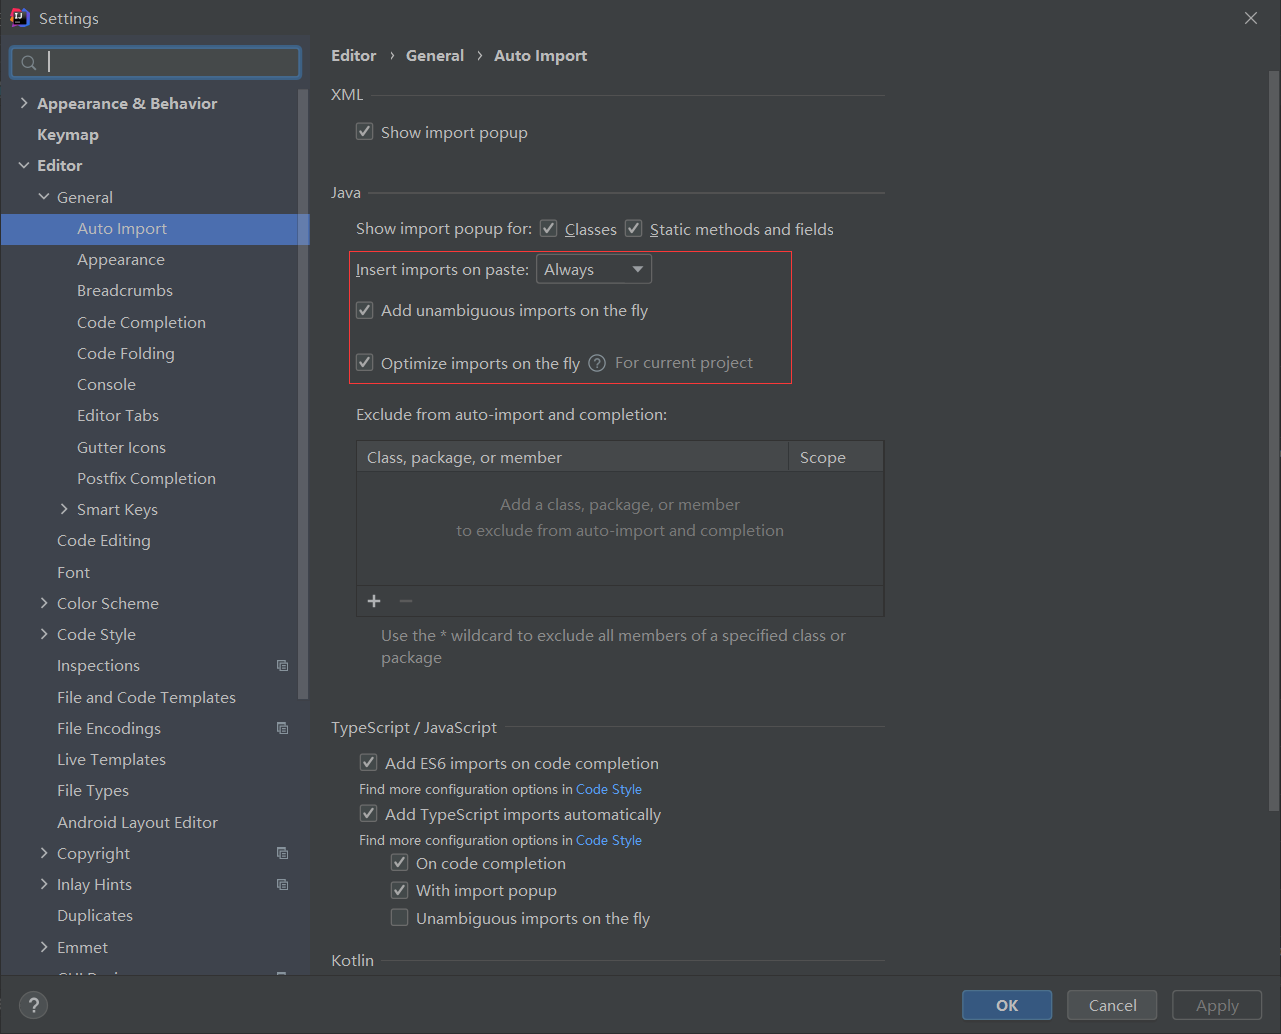 Settings
Appearance & Behavior
Keymap
Editor
General
Auto Import
Appearance
Breadcrumbs
Code Completion
Code Folding
Console
Editor Tabs
Gutter Icons
Postfix Completion
Smart Keys
Code Editing
Font
Color Scheme
Code Style
Inspections
File and Code Templates
File Encodings
Live Templates
File Types
Android Layout Editor
Copyright
Inlay Hints
Duplicates
Emmet
Editor › General › Auto Import
XML
Show import popup
Java
Show import popup for: Classes Static methods and fields
Insert imports on paste: Always
Add unambiguous imports on the fly
Optimize imports on the fly ? For current project
Exclude from auto-import and completion:
Class, package, or member Scope
Add a class, package, or member
to exclude from auto-import and completion
Use the * wildcard to exclude all members of a specified class or
package
TypeScript / JavaScript
Add ES6 imports on code completion
Find more configuration options in Code Style
Add TypeScript imports automatically
Find more configuration options in Code Style
On code completion
With import popup
Unambiguous imports on the fly
Kotlin
? OK Cancel Apply